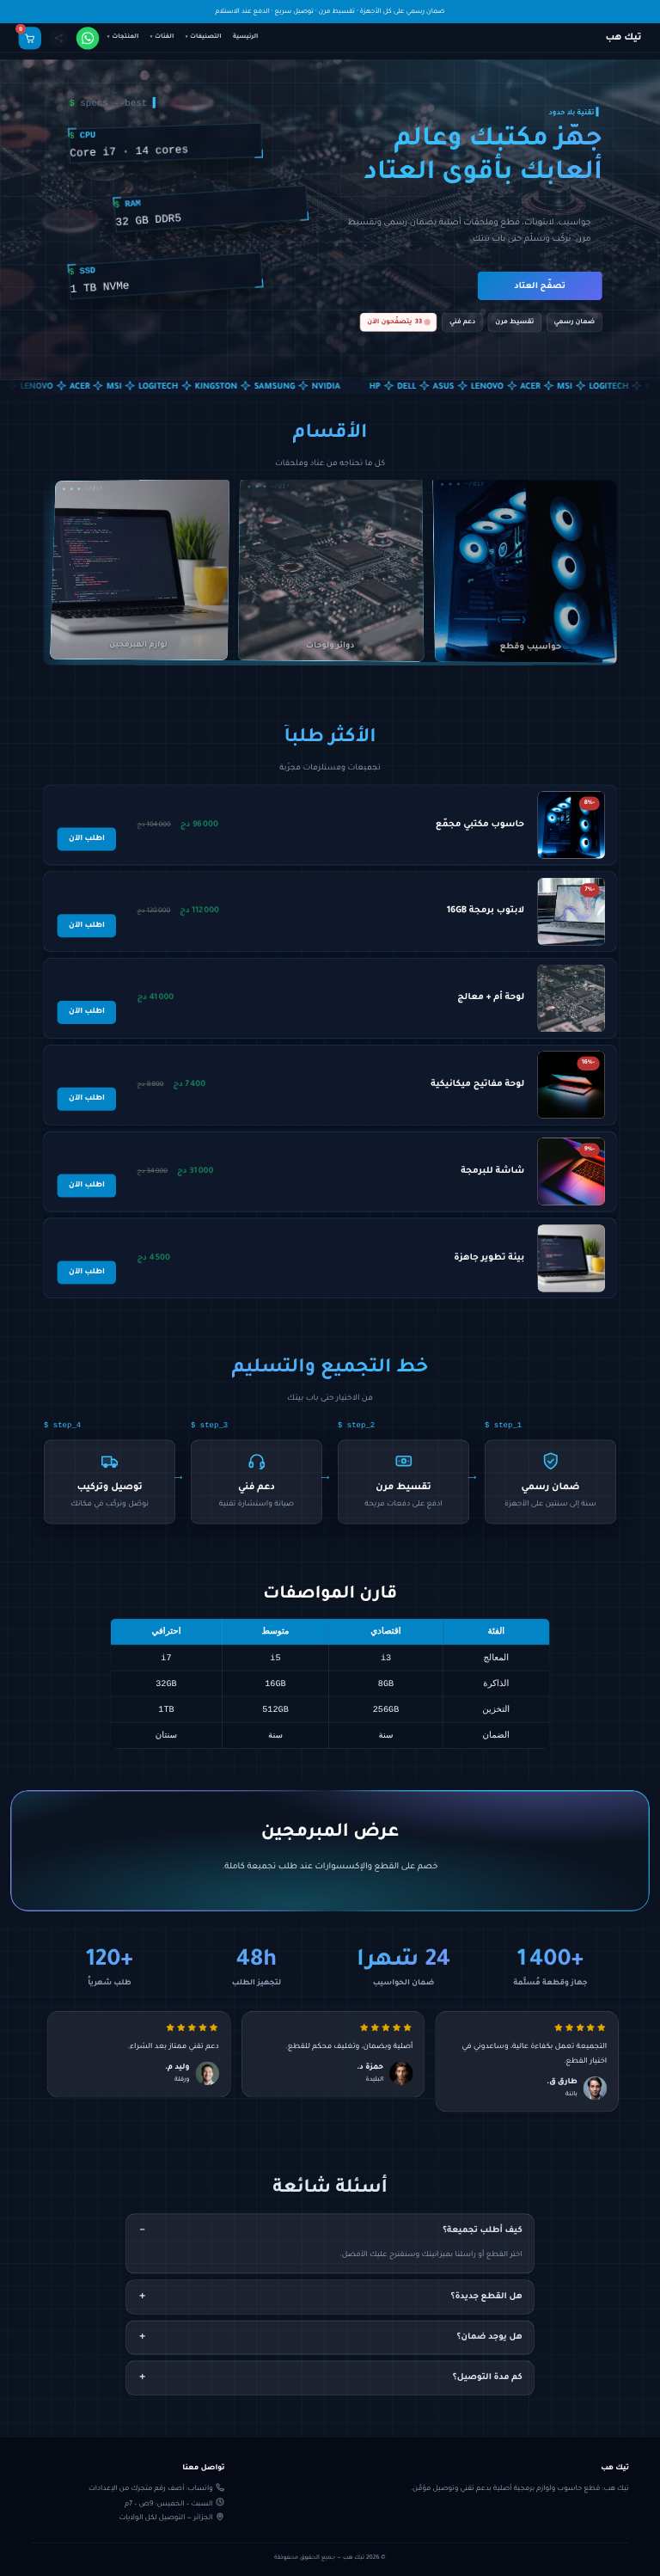 ضمان رسمي على كل الأجهزة · تقسيط مرن · توصيل سريع · الدفع عند الاستلام
تيك هب
الرئيسية
التصنيفات
الفئات
المنتجات
0
تقنية بلا حدود
جهّز مكتبك وعالم
ألعابك بأقوى العتاد
حواسيب، لابتوبات، قطع وملحقات أصلية بضمان رسمي وتقسيط
مرن. نركّب ونسلّم حتى باب بيتك.
تصفّح العتاد
ضمان رسمي
تقسيط مرن
دعم فني
33 يتصفّحون الآن
$ specs --best
$ CPU
Core i7 · 14 cores
$ RAM
32 GB DDR5
$ SSD
1 TB NVMe
LENOVO ACER MSI LOGITECH KINGSTON SAMSUNG NVIDIA HP DELL ASUS LENOVO ACER MSI LOGITECH
الأقسام
كل ما تحتاجه من عتاد وملحقات
حواسيب وقطع
دوائر ولوحات
لوازم المبرمجين
الأكثر طلباً
تجميعات ومستلزمات مجرّبة
-8%
حاسوب مكتبي مجمّع
96 000 دج
104 000 دج
اطلب الآن
-7%
لابتوب برمجة 16GB
112 000 دج
120 000 دج
اطلب الآن
لوحة أم + معالج
41 000 دج
اطلب الآن
-16%
لوحة مفاتيح ميكانيكية
7 400 دج
8 800 دج
اطلب الآن
-9%
شاشة للبرمجة
31 000 دج
34 000 دج
اطلب الآن
بيئة تطوير جاهزة
4 500 دج
اطلب الآن
خط التجميع والتسليم
من الاختيار حتى باب بيتك
$ step_1
ضمان رسمي
سنة إلى سنتين على الأجهزة
$ step_2
تقسيط مرن
ادفع على دفعات مريحة
$ step_3
دعم فني
صيانة واستشارة تقنية
$ step_4
توصيل وتركيب
نوصّل ونركّب في مكانك
قارن المواصفات
الفئة اقتصادي متوسط احترافي
المعالج i3 i5 i7
الذاكرة 8GB 16GB 32GB
التخزين 256GB 512GB 1TB
الضمان سنة سنة سنتان
عرض المبرمجين
خصم على القطع والإكسسوارات عند طلب تجميعة كاملة.
+1400
جهاز وقطعة مُسلَّمة
24 شهرا
ضمان الحواسيب
48h
لتجهيز الطلب
+120
طلب شهرياً
التجميعة تعمل بكفاءة عالية، وساعدوني في
اختيار القطع.
طارق ق.
باتنة
أصلية وبضمان، وتغليف محكم للقطع.
حمزة د.
البليدة
دعم تقني ممتاز بعد الشراء.
وليد م.
ورقلة
أسئلة شائعة
كيف أطلب تجميعة؟
−
اختر القطع أو راسلنا بميزانيتك وسنقترح عليك الأفضل.
هل القطع جديدة؟
+
هل يوجد ضمان؟
+
كم مدة التوصيل؟
+
تيك هب
تيك هب: قطع حاسوب ولوازم برمجية أصلية بدعم تقني وتوصيل مؤمّن.
تواصل معنا
واتساب: أضف رقم متجرك من الإعدادات
السبت – الخميس: 9ص – 7م
الجزائر — التوصيل لكل الولايات
© 2026 تيك هب — جميع الحقوق محفوظة